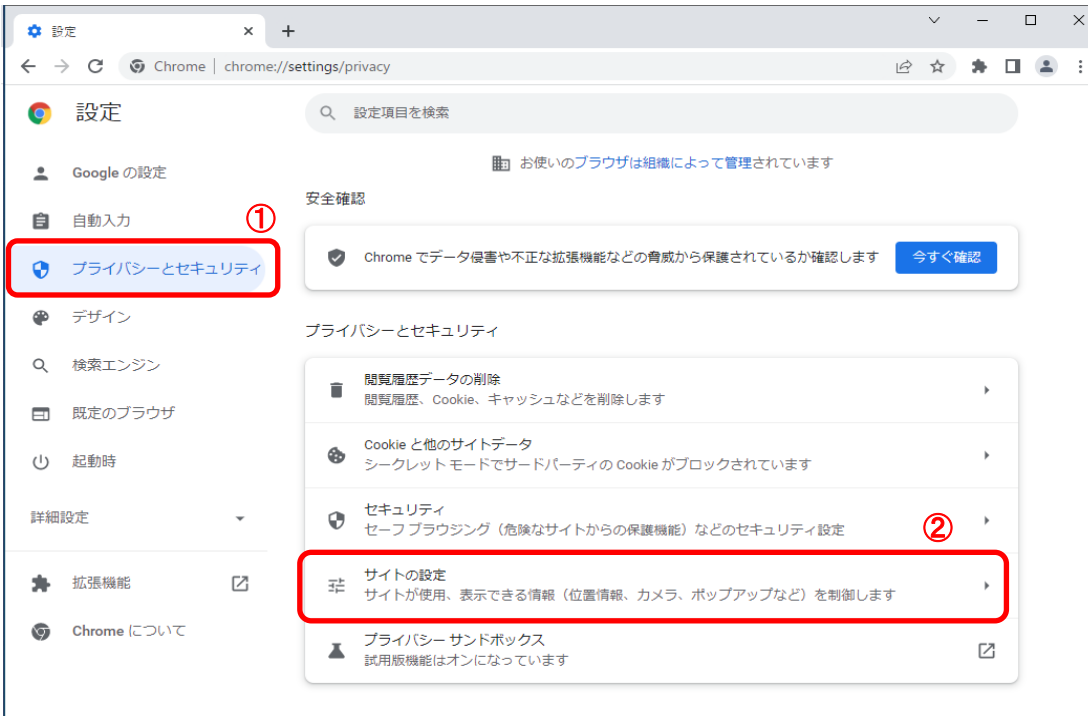 設定
Chrome | chrome://settings/privacy
設定
設定項目を検索
お使いのブラウザは組織によって管理されています
Google の設定
自動入力
①
プライバシーとセキュリティ
デザイン
検索エンジン
既定のブラウザ
起動時
詳細設定
拡張機能
Chrome について
安全確認
Chrome でデータ侵害や不正な拡張機能などの脅威から保護されているか確認します
今すぐ確認
プライバシーとセキュリティ
閲覧履歴データの削除
閲覧履歴、Cookie、キャッシュなどを削除します
Cookie と他のサイトデータ
シークレット モードでサードパーティの Cookie がブロックされています
セキュリティ
セーフ ブラウジング（危険なサイトからの保護機能）などのセキュリティ設定
②
サイトの設定
サイトが使用、表示できる情報（位置情報、カメラ、ポップアップなど）を制御します
プライバシー サンドボックス
試用版機能はオンになっています